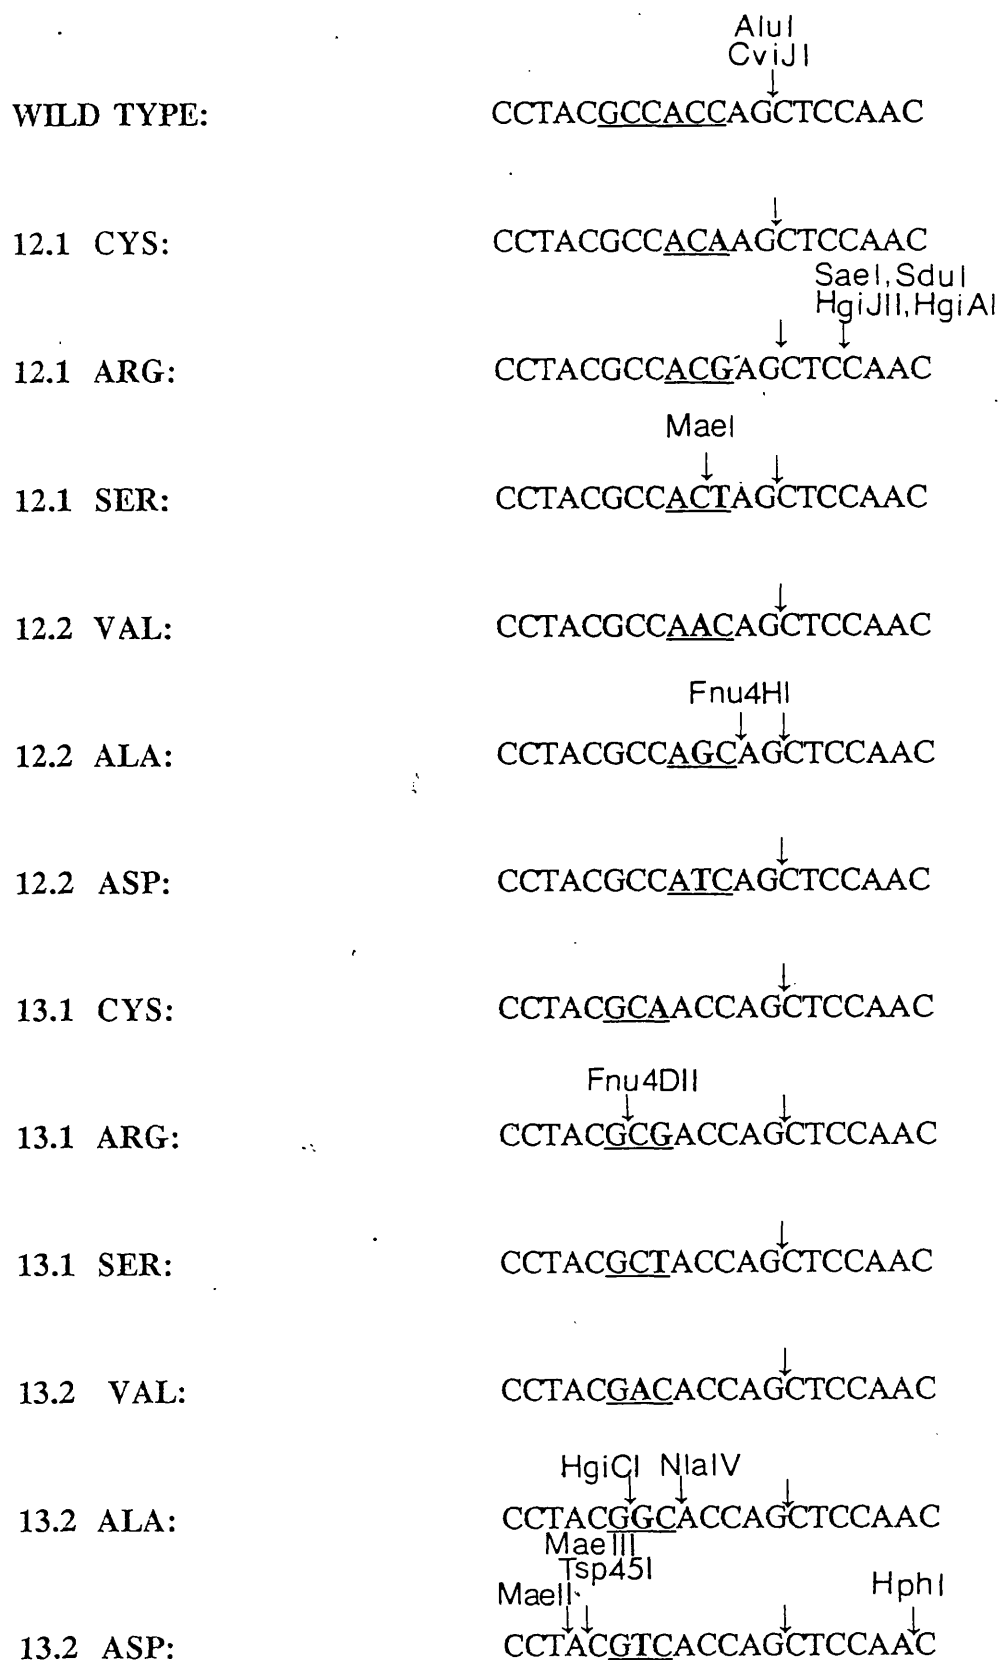 AluI
CviJI
WILD TYPE: CCTACGCCACCAGCTCCAAC
12.1 CYS: CCTACGCCACAAGCTCCAAC
SaeI,SduI
HgiJII,HgiAI
12.1 ARG: CCTACGCCACGAGCTCCAAC
MaeI
12.1 SER: CCTACGCCACTAGCTCCAAC
12.2 VAL: CCTACGCCAACAGCTCCAAC
Fnu4HI
12.2 ALA: CCTACGCCAGCAGCTCCAAC
12.2 ASP: CCTACGCCATCAGCTCCAAC
13.1 CYS: CCTACGCAACCAGCTCCAAC
Fnu4DII
13.1 ARG: CCTACGCGACCAGCTCCAAC
13.1 SER: CCTACGCTACCAGCTCCAAC
13.2 VAL: CCTACGACACCAGCTCCAAC
HgiCI NlaIV
13.2 ALA: CCTACGGCACCAGCTCCAAC
MaeIII
Tsp45I
MaeII HphI
13.2 ASP: CCTACGTCACCAGCTCCAAC